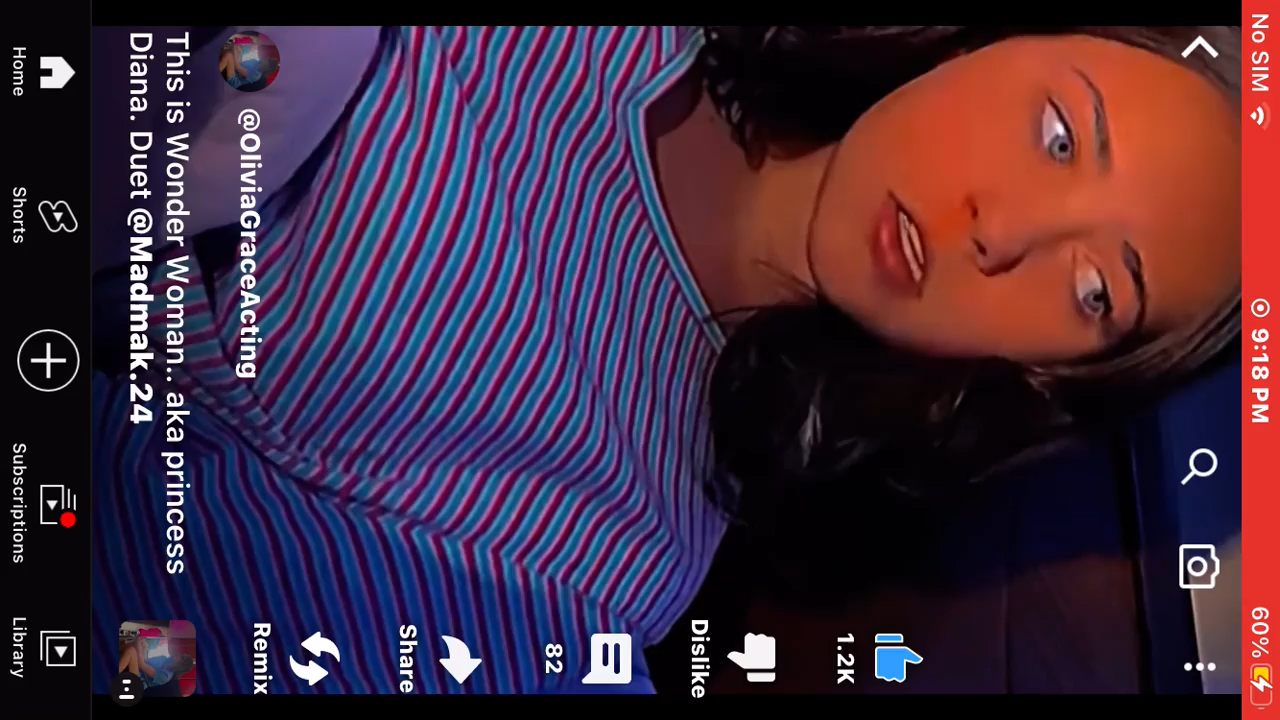 No SIM
9:18 PM
60%
1.2K
Dislike
82
Share
Remix
@OliviaGraceActing
This is Wonder Woman.. aka princess
Diana. Duet @Madmak.24
Home
Shorts
Subscriptions
Library